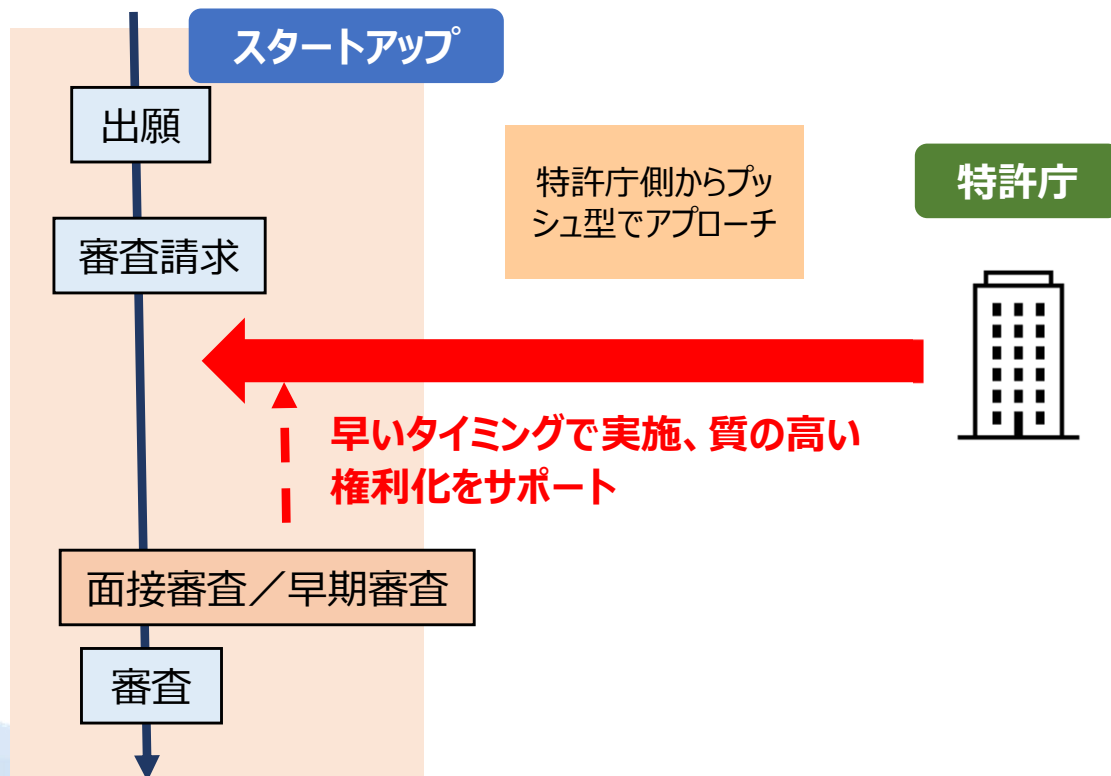 スタートアップ
出願
特許庁側からプッ
シュ型でアプローチ
特許庁
審査請求
早いタイミングで実施、質の高い
権利化をサポート
面接審査／早期審査
審査